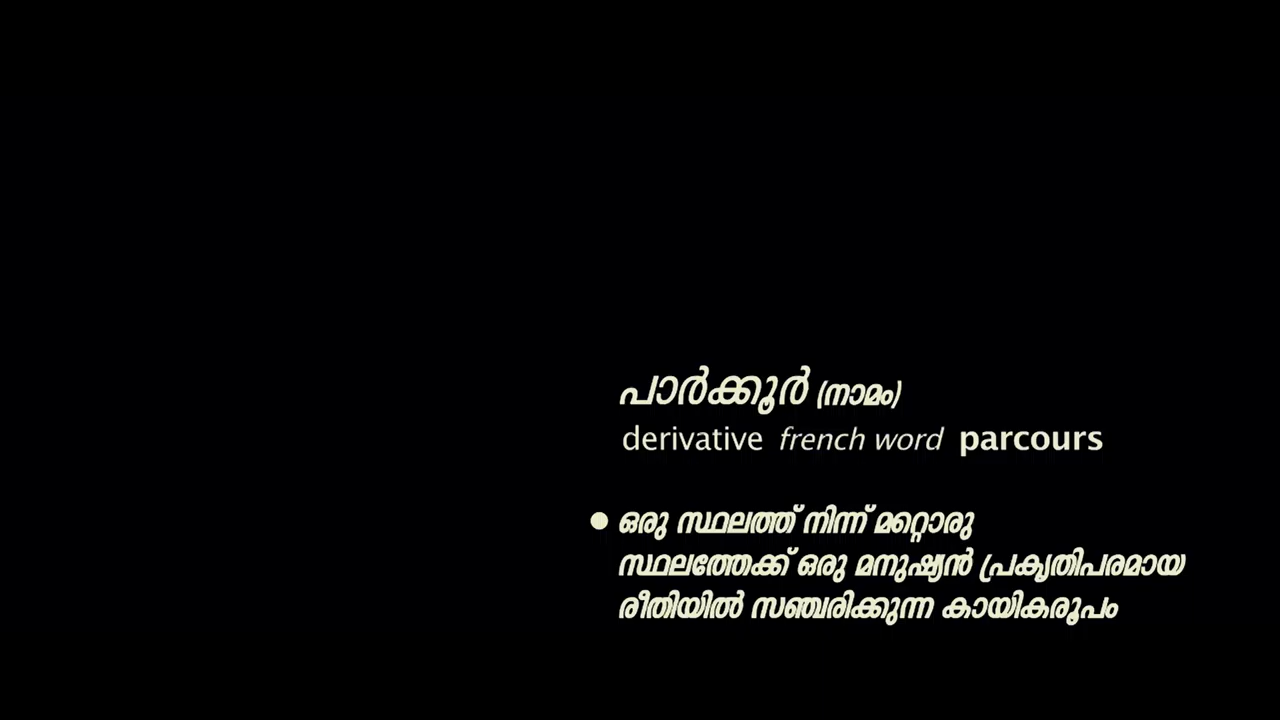 പാർക്കൂർ (നാമം)
derivative french word parcours
● ഒരു സ്ഥലത്ത് നിന്ന് മറ്റൊരു
സ്ഥലത്തേക്ക് ഒരു മനുഷ്യൻ പ്രകൃതിപരമായ
രീതിയിൽ സഞ്ചരിക്കുന്ന കായികരൂപം